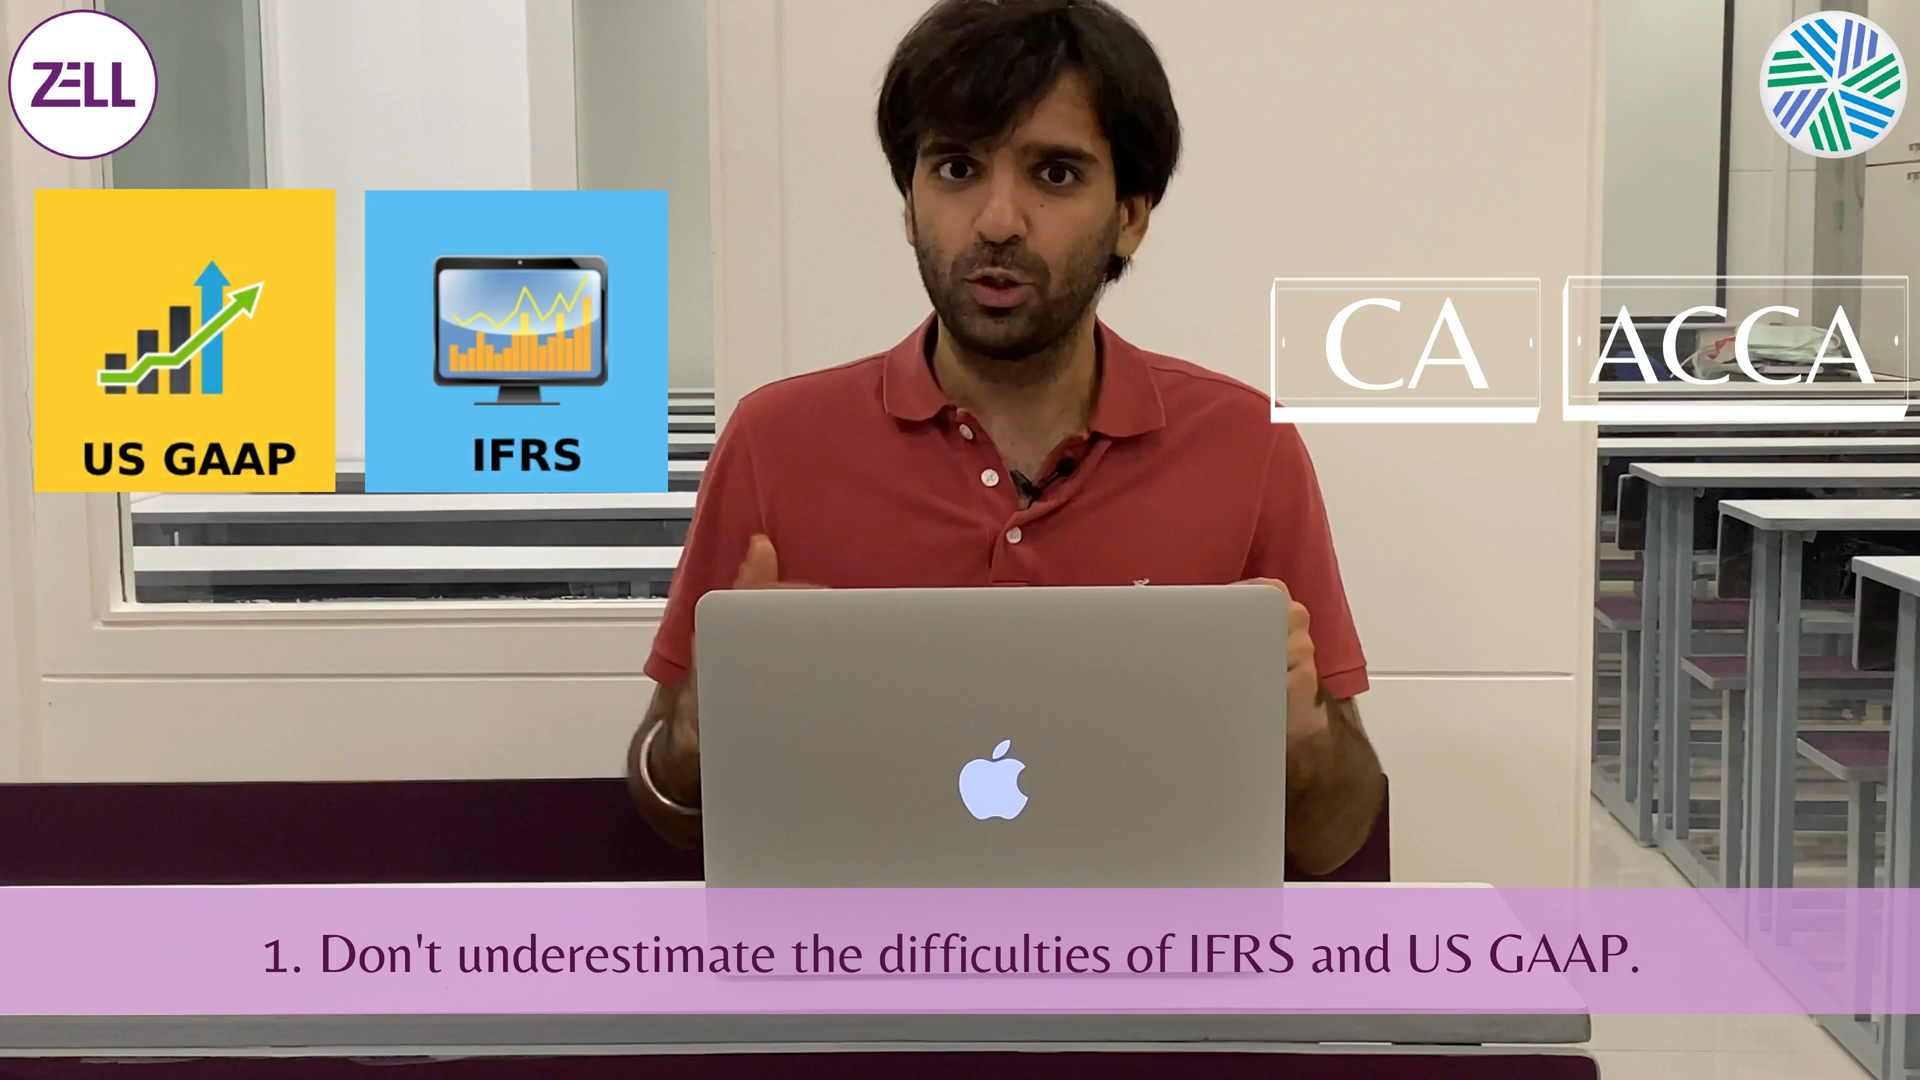 ZELL
US GAAP
IFRS
CA
ACCA
1. Don't underestimate the difficulties of IFRS and US GAAP.